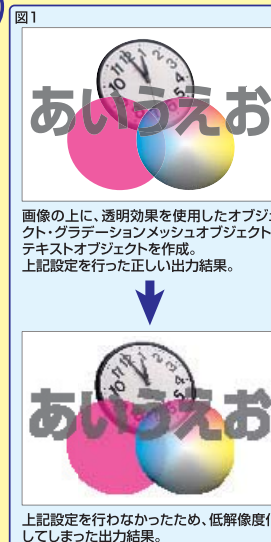 図1
あいうえお
画像の上に、透明効果を使用したオブジェ
クト・グラデーションメッシュオブジェクト
テキストオブジェクトを作成。
上記設定を行った正しい出力結果。
あいうえお
上記設定を行わなかったため、低解像度化
してしまった出力結果。